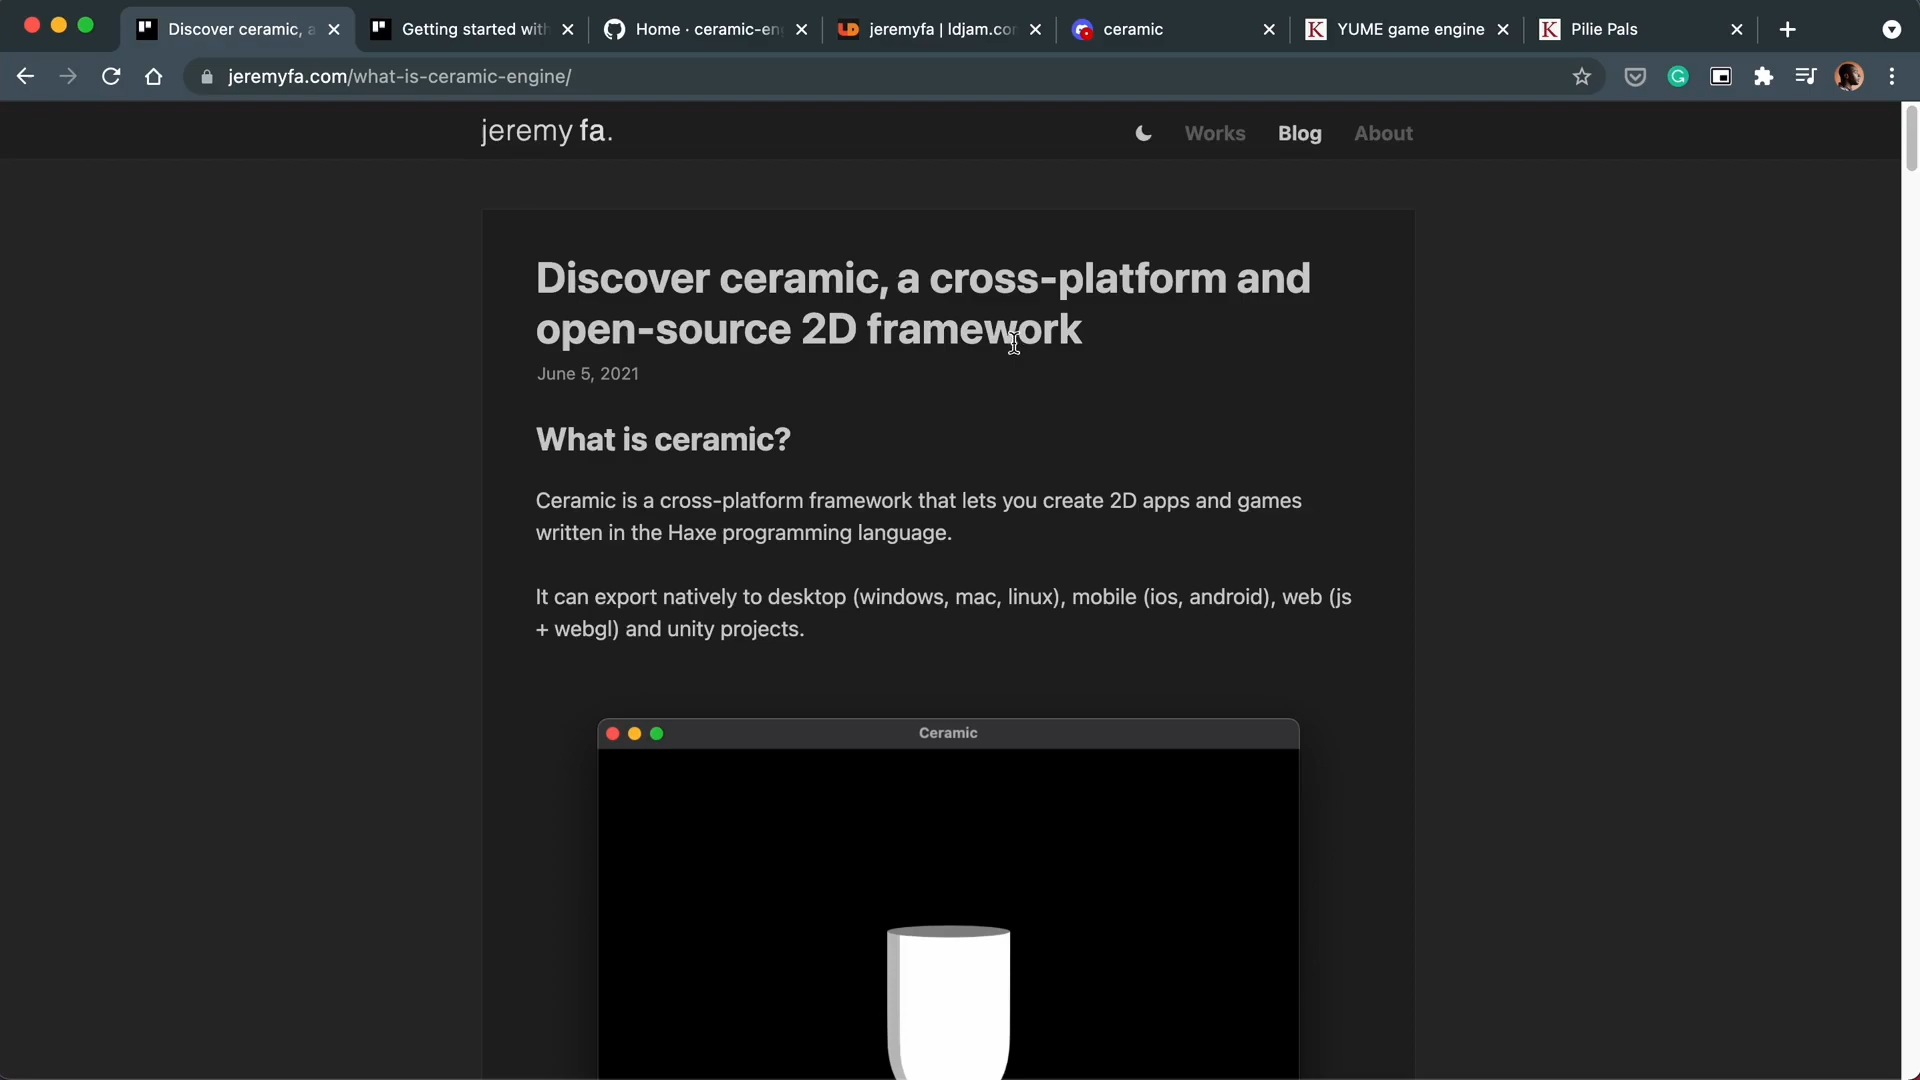 Discover ceramic, a
Getting started with
Home · ceramic-en
jeremyfa | ldjam.co
ceramic
YUME game engine
Pilie Pals
jeremyfa.com/what-is-ceramic-engine/
jeremy fa.
Works
Blog
About
Discover ceramic, a cross-platform and
open-source 2D framework
June 5, 2021
What is ceramic?
Ceramic is a cross-platform framework that lets you create 2D apps and games
written in the Haxe programming language.
It can export natively to desktop (windows, mac, linux), mobile (ios, android), web (js
+ webgl) and unity projects.
Ceramic